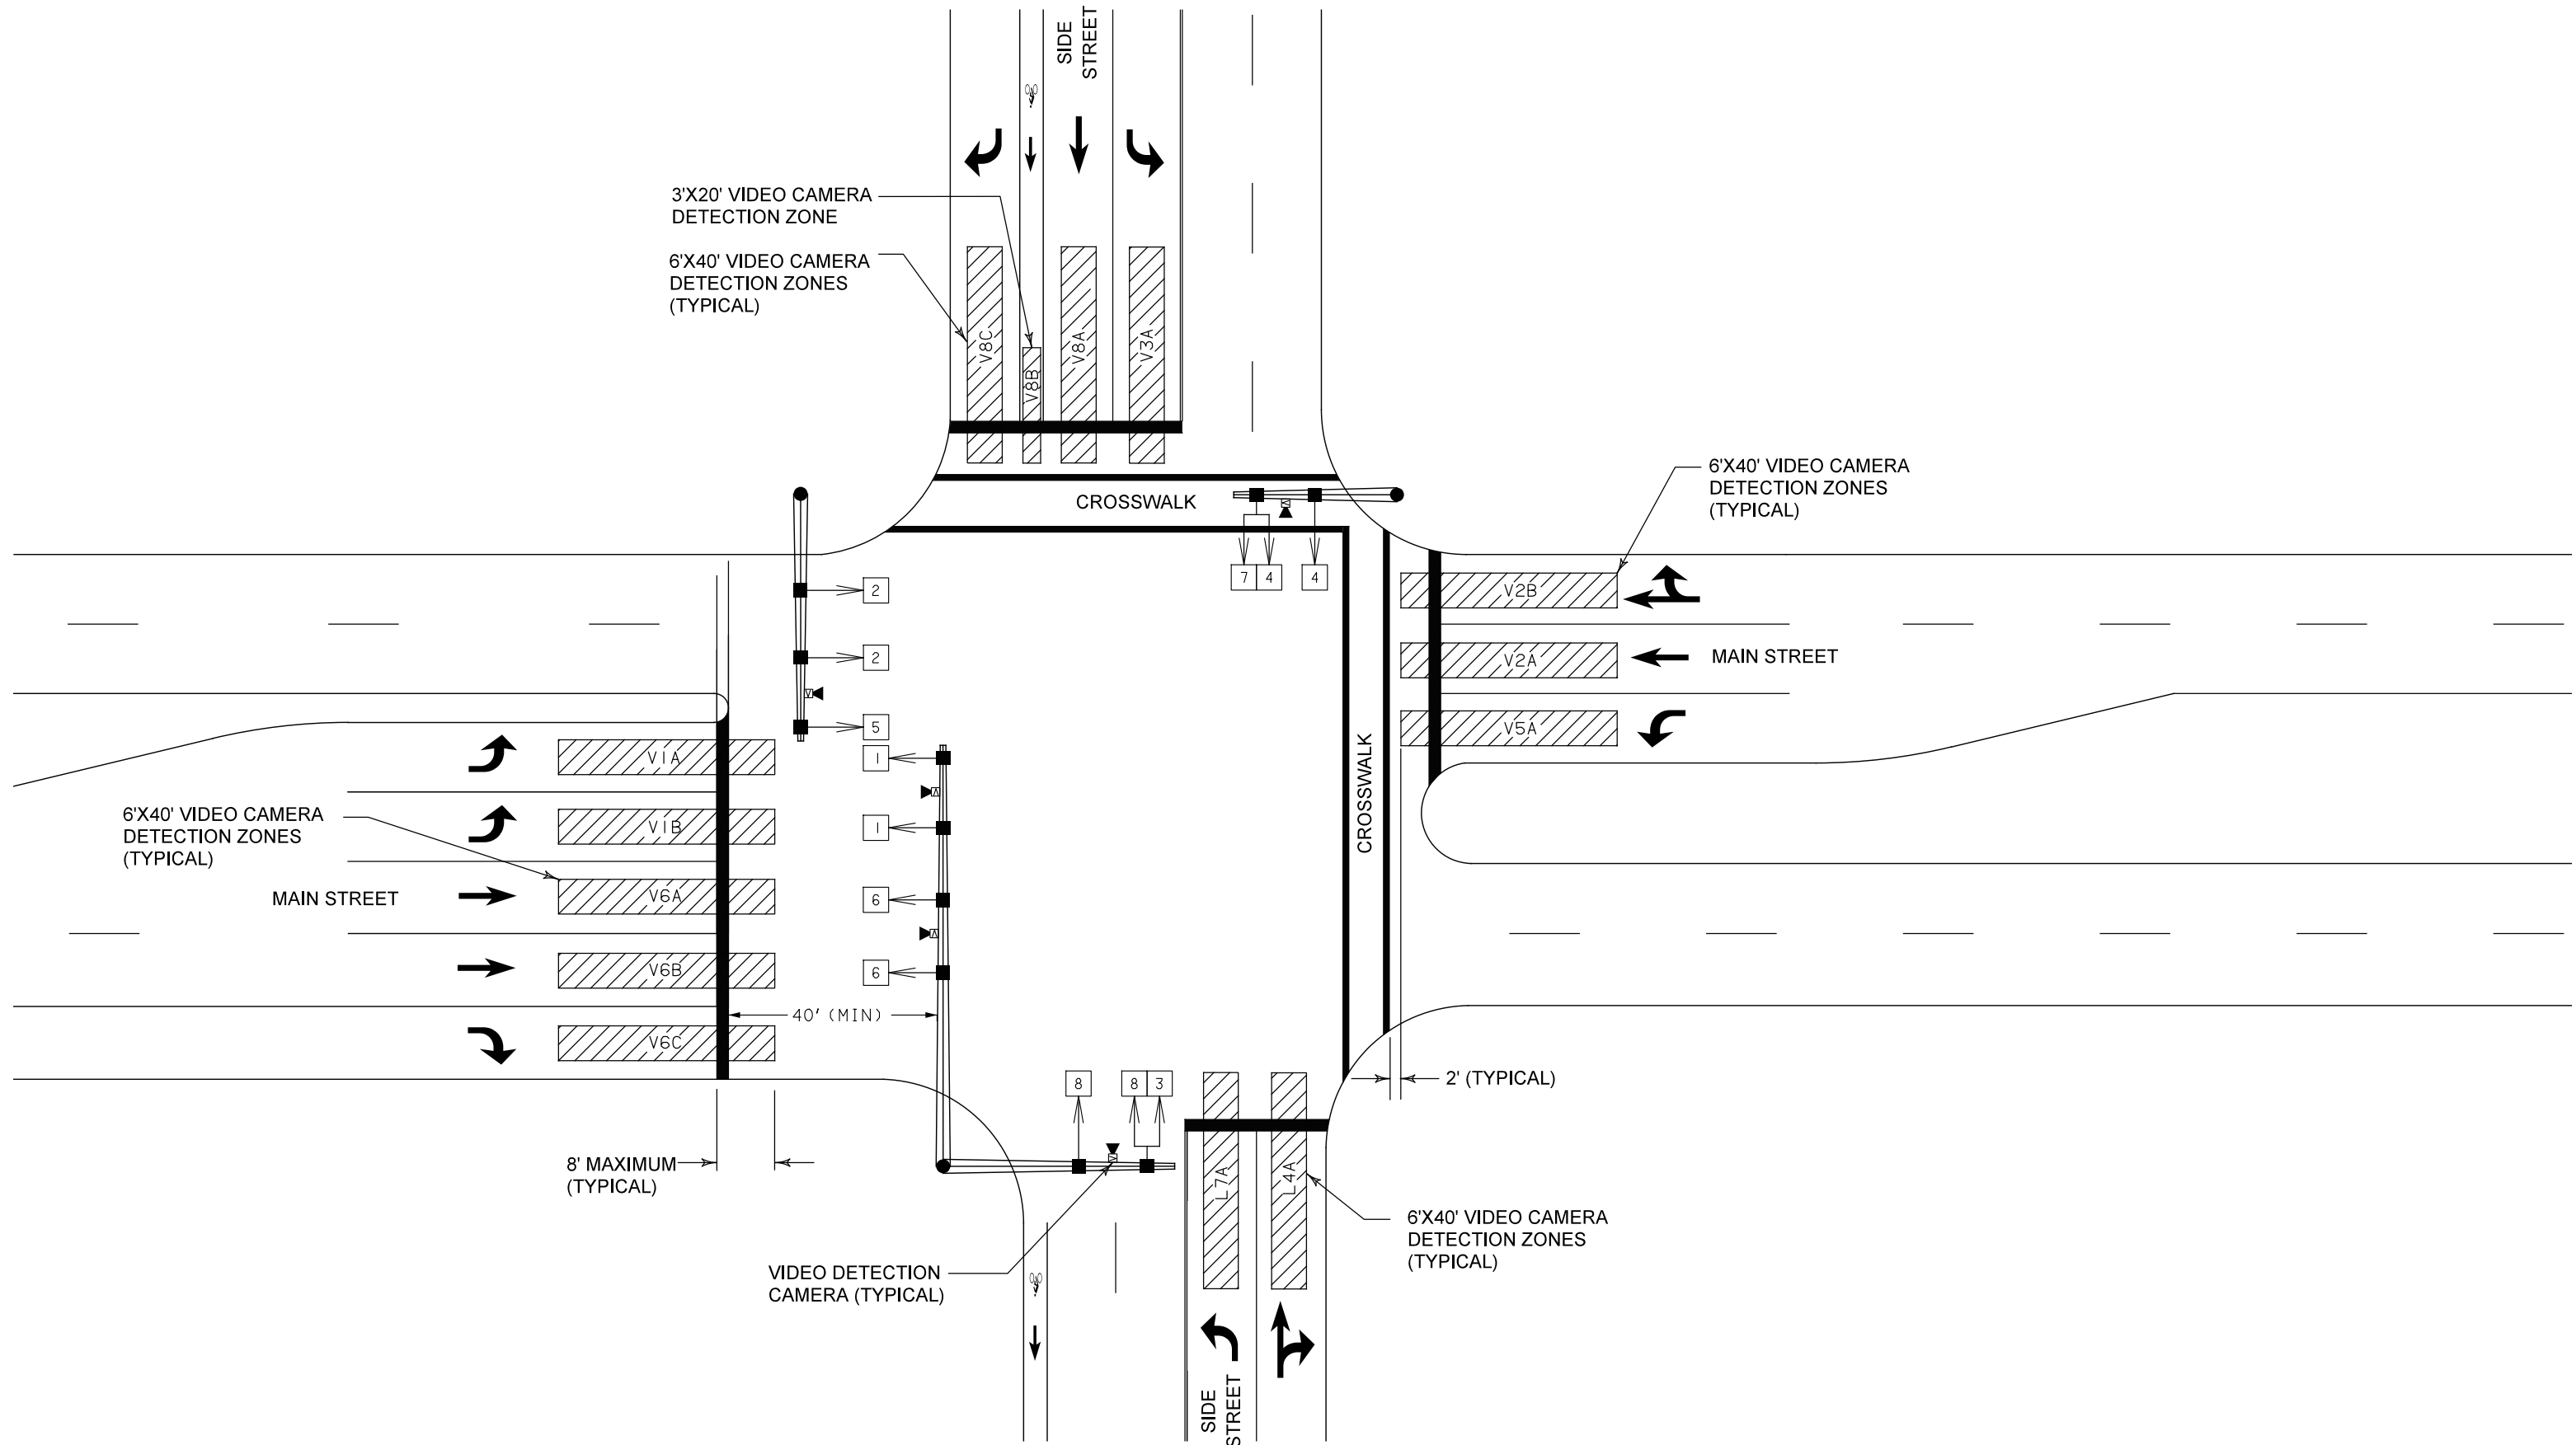 SIDE
STREET
3'X20' VIDEO CAMERA
DETECTION ZONE
6'X40' VIDEO CAMERA
DETECTION ZONES
(TYPICAL)
V8C
V8B
V8A
V3A
CROSSWALK
7
4
4
6'X40' VIDEO CAMERA
DETECTION ZONES
(TYPICAL)
2
V2B
2
V2A
MAIN STREET
5
V5A
V1A
1
6'X40' VIDEO CAMERA
DETECTION ZONES
(TYPICAL)
V1B
1
CROSSWALK
MAIN STREET
V6A
6
V6B
6
40' (MIN)
V6C
8
8
3
2' (TYPICAL)
8' MAXIMUM
(TYPICAL)
L7A
L4A
6'X40' VIDEO CAMERA
DETECTION ZONES
(TYPICAL)
VIDEO DETECTION
CAMERA (TYPICAL)
SIDE
STREET